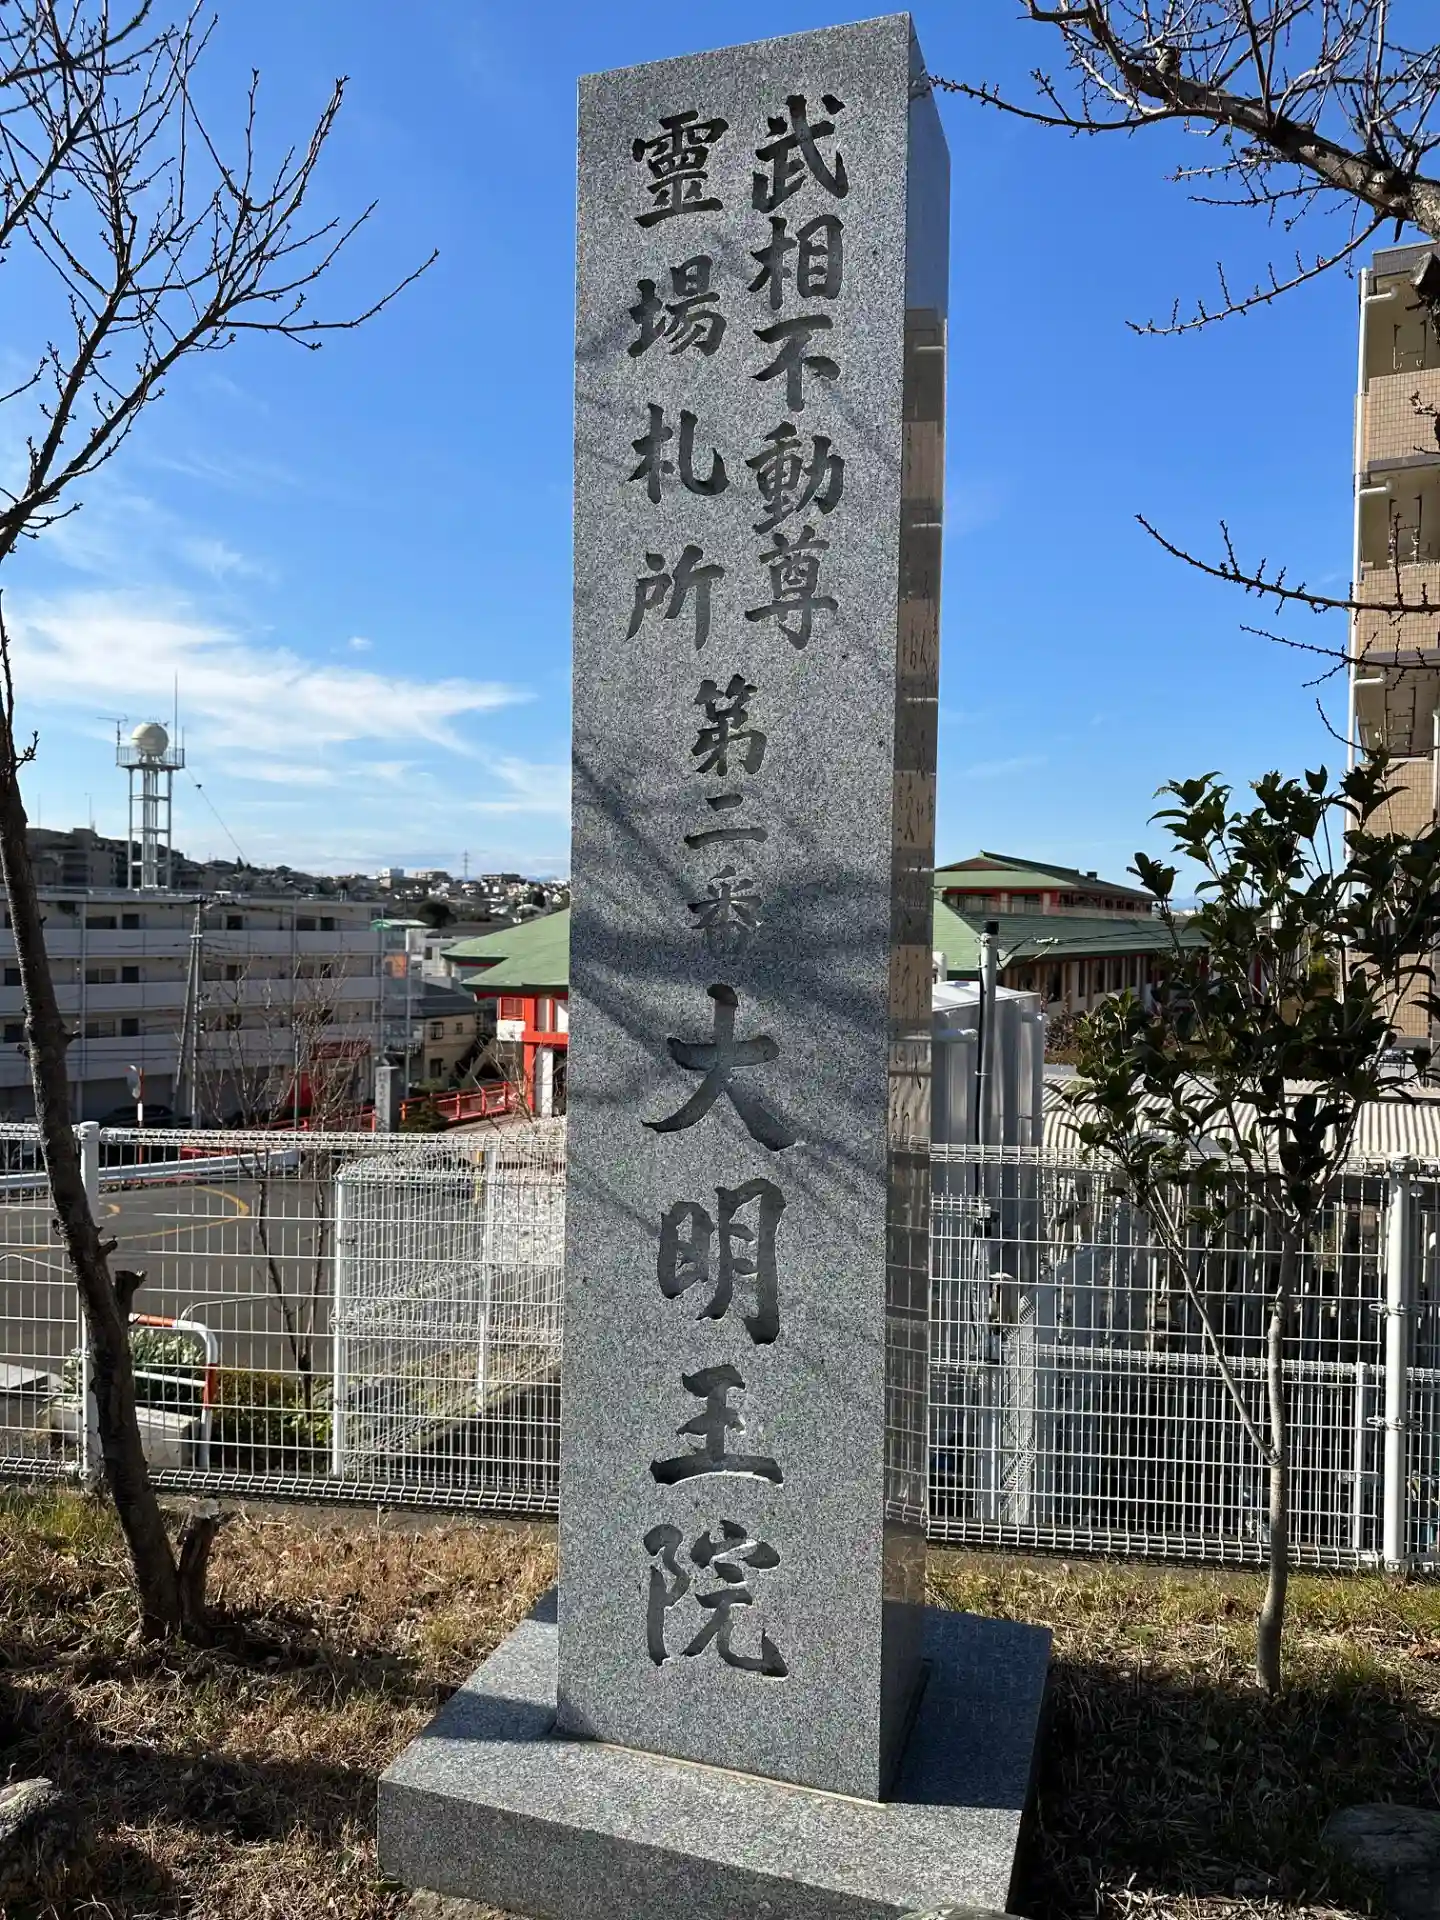 武相不動尊
靈場札所
第二番
大明王院